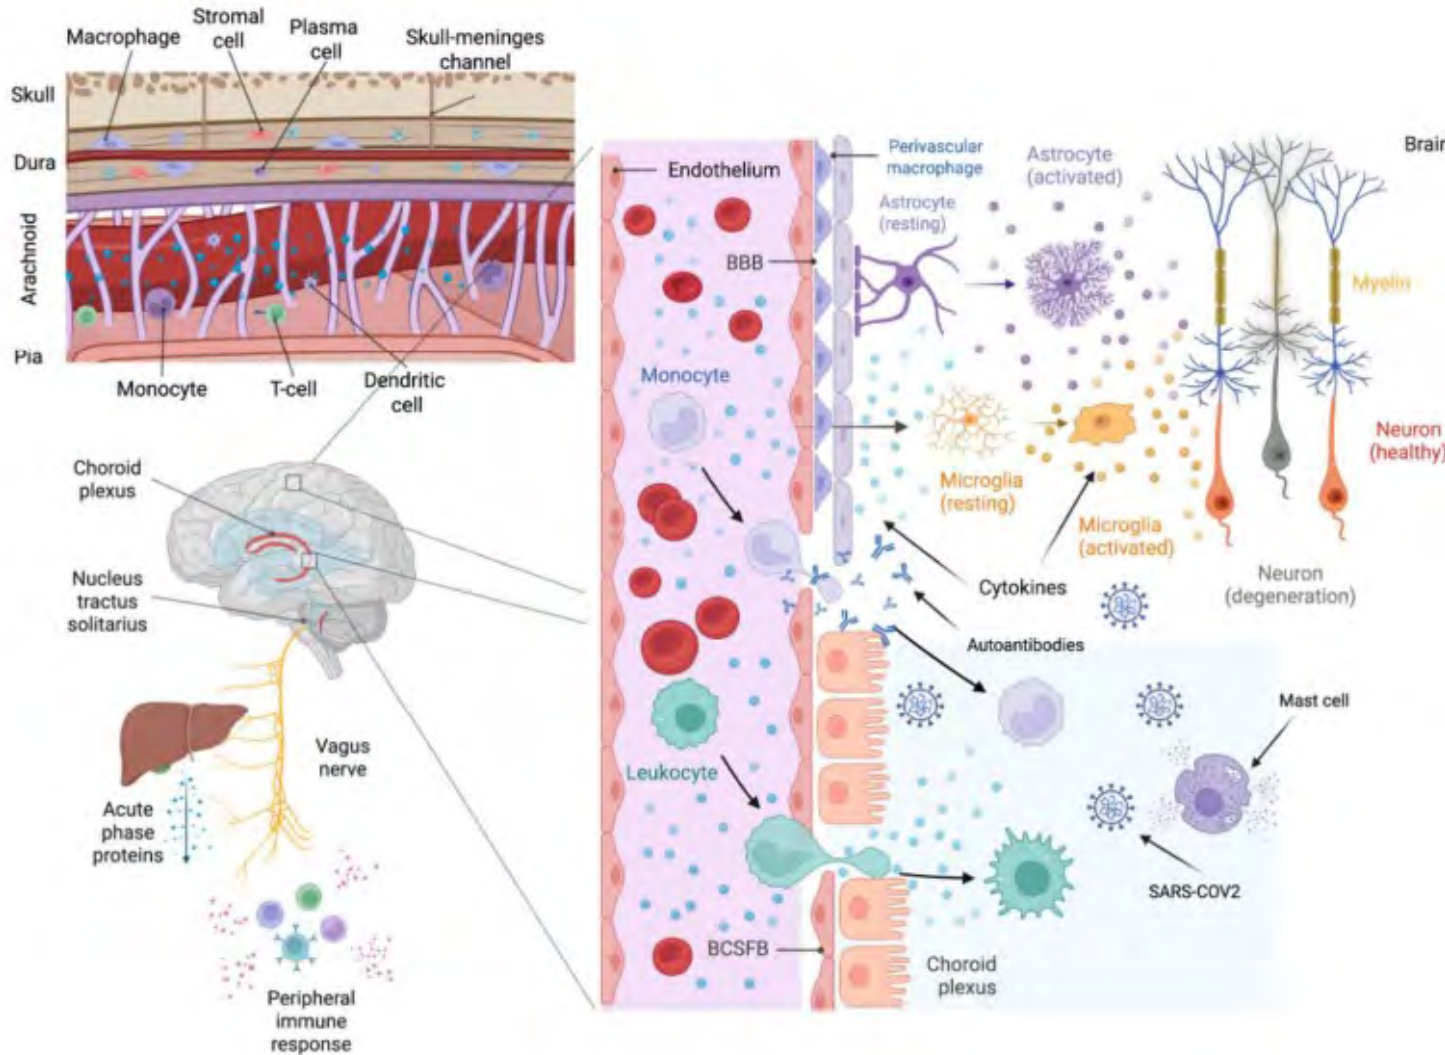 Macrophage
Stromal
cell
Plasma
cell
Skull-meninges
channel
Skull
Dura
Arachnoid
Pia
Monocyte
T-cell
Dendritic
cell
Choroid
plexus
Nucleus
tractus
solitarius
Vagus
nerve
Acute
phase
proteins
Peripheral
immune
response
Endothelium
BBB
Perivascular
macrophage
Astrocyte
(resting)
Astrocyte
(activated)
Brain
Myelin
Monocyte
Microglia
(resting)
Microglia
(activated)
Neuron
(healthy)
Neuron
(degeneration)
Cytokines
Autoantibodies
Mast cell
Leukocyte
SARS-COV2
BCSFB
Choroid
plexus